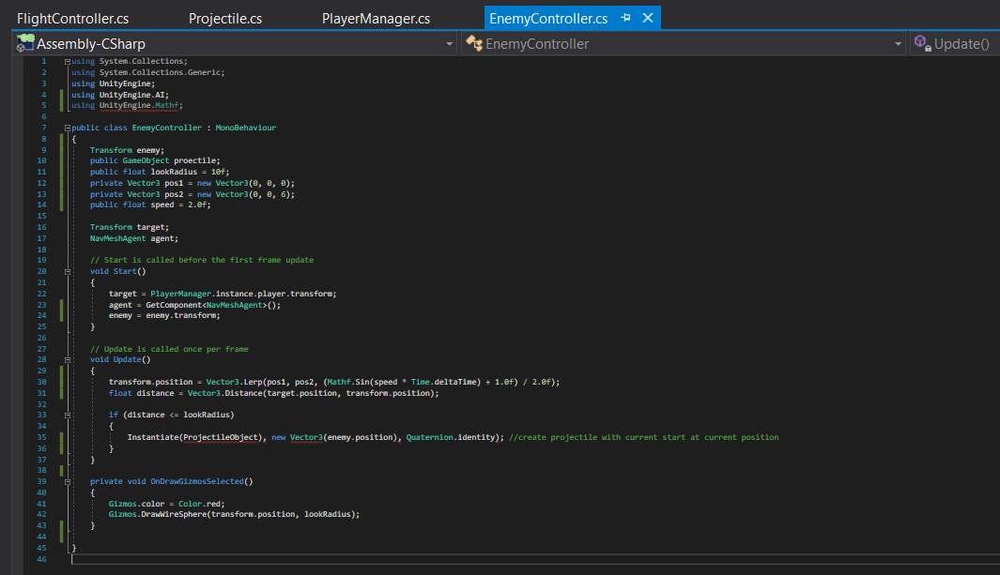 FlightController.cs Projectile.cs PlayerManager.cs EnemyController.cs
Assembly-CSharp EnemyController Update()
1 using System.Collections;
2 using System.Collections.Generic;
3 using UnityEngine;
4 using UnityEngine.AI;
5 using UnityEngine.Mathf;
6
7 public class EnemyController : MonoBehaviour
8 {
9 Transform enemy;
10 public GameObject proectile;
11 public float lookRadius = 10f;
12 private Vector3 pos1 = new Vector3(0, 0, 0);
13 private Vector3 pos2 = new Vector3(0, 0, 6);
14 public float speed = 2.0f;
15
16 Transform target;
17 NavMeshAgent agent;
18
19 // Start is called before the first frame update
20 void Start()
21 {
22 target = PlayerManager.instance.player.transform;
23 agent = GetComponent<NavMeshAgent>();
24 enemy = enemy.transform;
25 }
26
27 // Update is called once per frame
28 void Update()
29 {
30 transform.position = Vector3.Lerp(pos1, pos2, (Mathf.Sin(speed * Time.deltaTime) + 1.0f) / 2.0f);
31 float distance = Vector3.Distance(target.position, transform.position);
32
33 if (distance <= lookRadius)
34 {
35 Instantiate(ProjectileObject), new Vector3(enemy.position), Quaternion.identity); //create projectile with current start at current position
36 }
37 }
38
39 private void OnDrawGizmosSelected()
40 {
41 Gizmos.color = Color.red;
42 Gizmos.DrawWireSphere(transform.position, lookRadius);
43 }
44
45 }
46